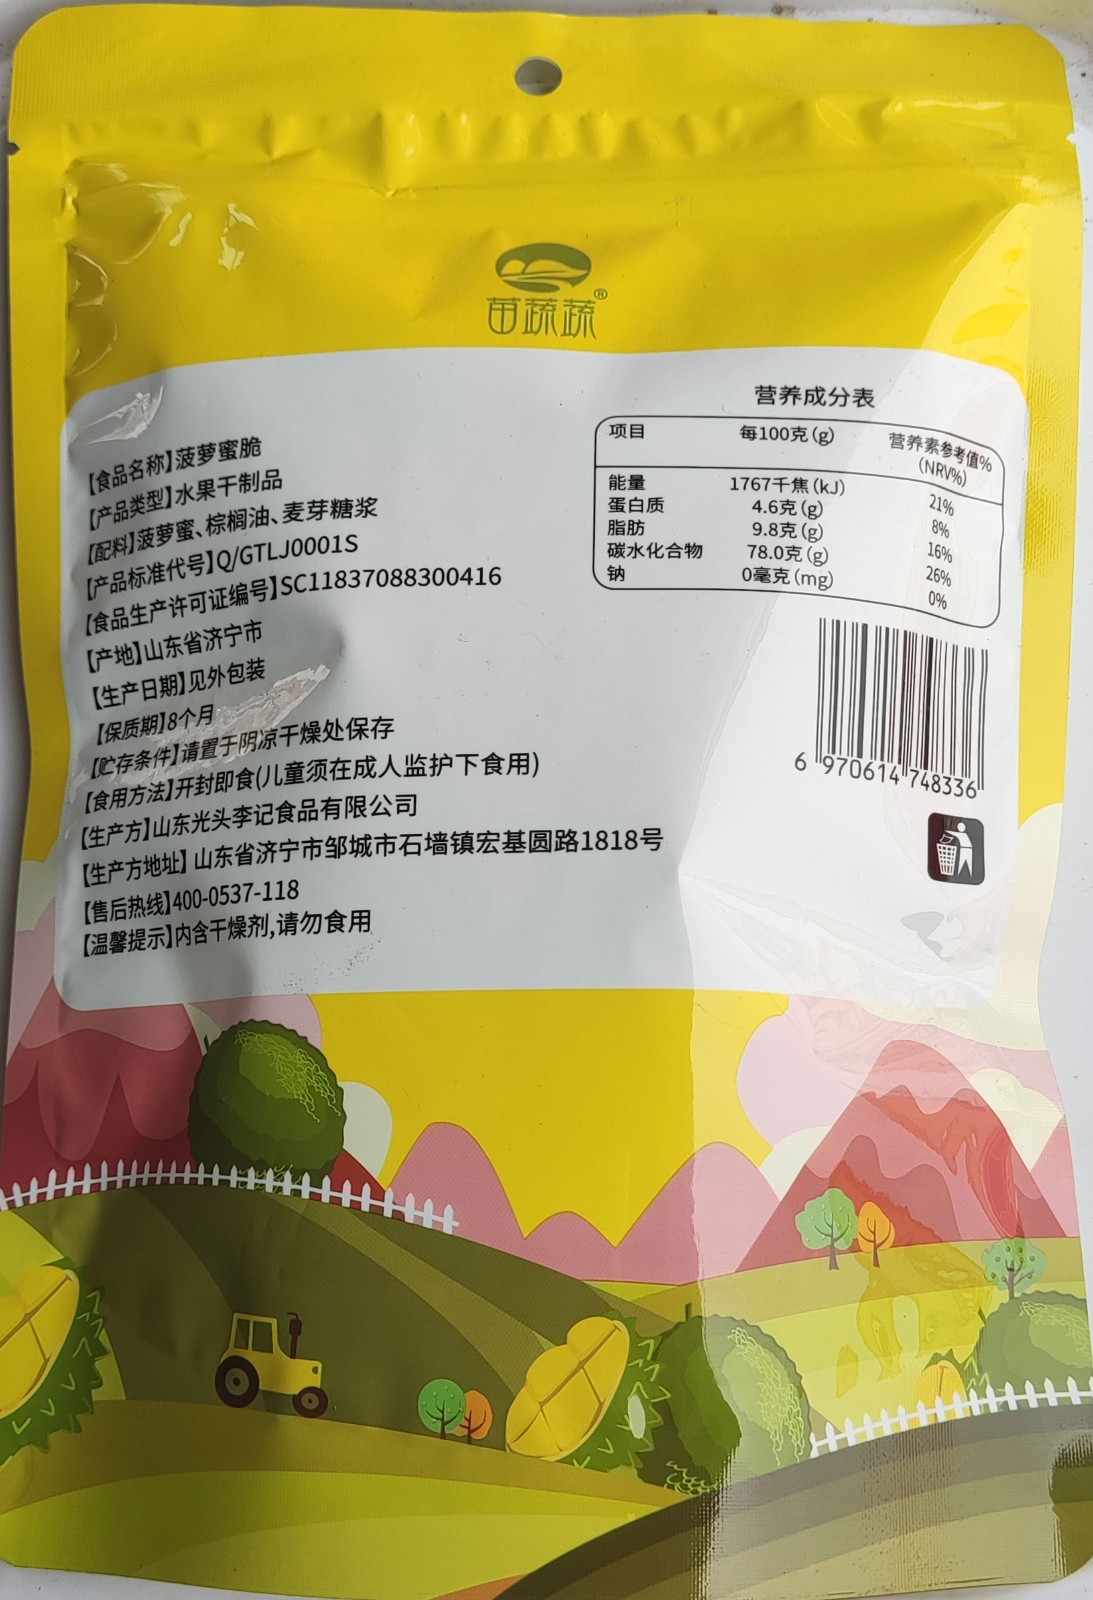 苗蔬蔬®
【食品名称】菠萝蜜脆
【产品类型】水果干制品
【配料】菠萝蜜、棕榈油、麦芽糖浆
【产品标准代号】Q/GTLJ0001S
【食品生产许可证编号】SC11837088300416
【产地】山东省济宁市
【生产日期】见外包装
【保质期】8个月
【贮存条件】请置于阴凉干燥处保存
【食用方法】开封即食(儿童须在成人监护下食用)
【生产方】山东光头李记食品有限公司
【生产方地址】山东省济宁市邹城市石墙镇宏基圆路1818号
【售后热线】400-0537-118
【温馨提示】内含干燥剂,请勿食用
营养成分表
项目 每100克(g) 营养素参考值%
(NRV%)
能量 1767千焦(kJ) 21%
蛋白质 4.6克(g) 8%
脂肪 9.8克(g) 16%
碳水化合物 78.0克(g) 26%
钠 0毫克(mg) 0%
6 970614 748336